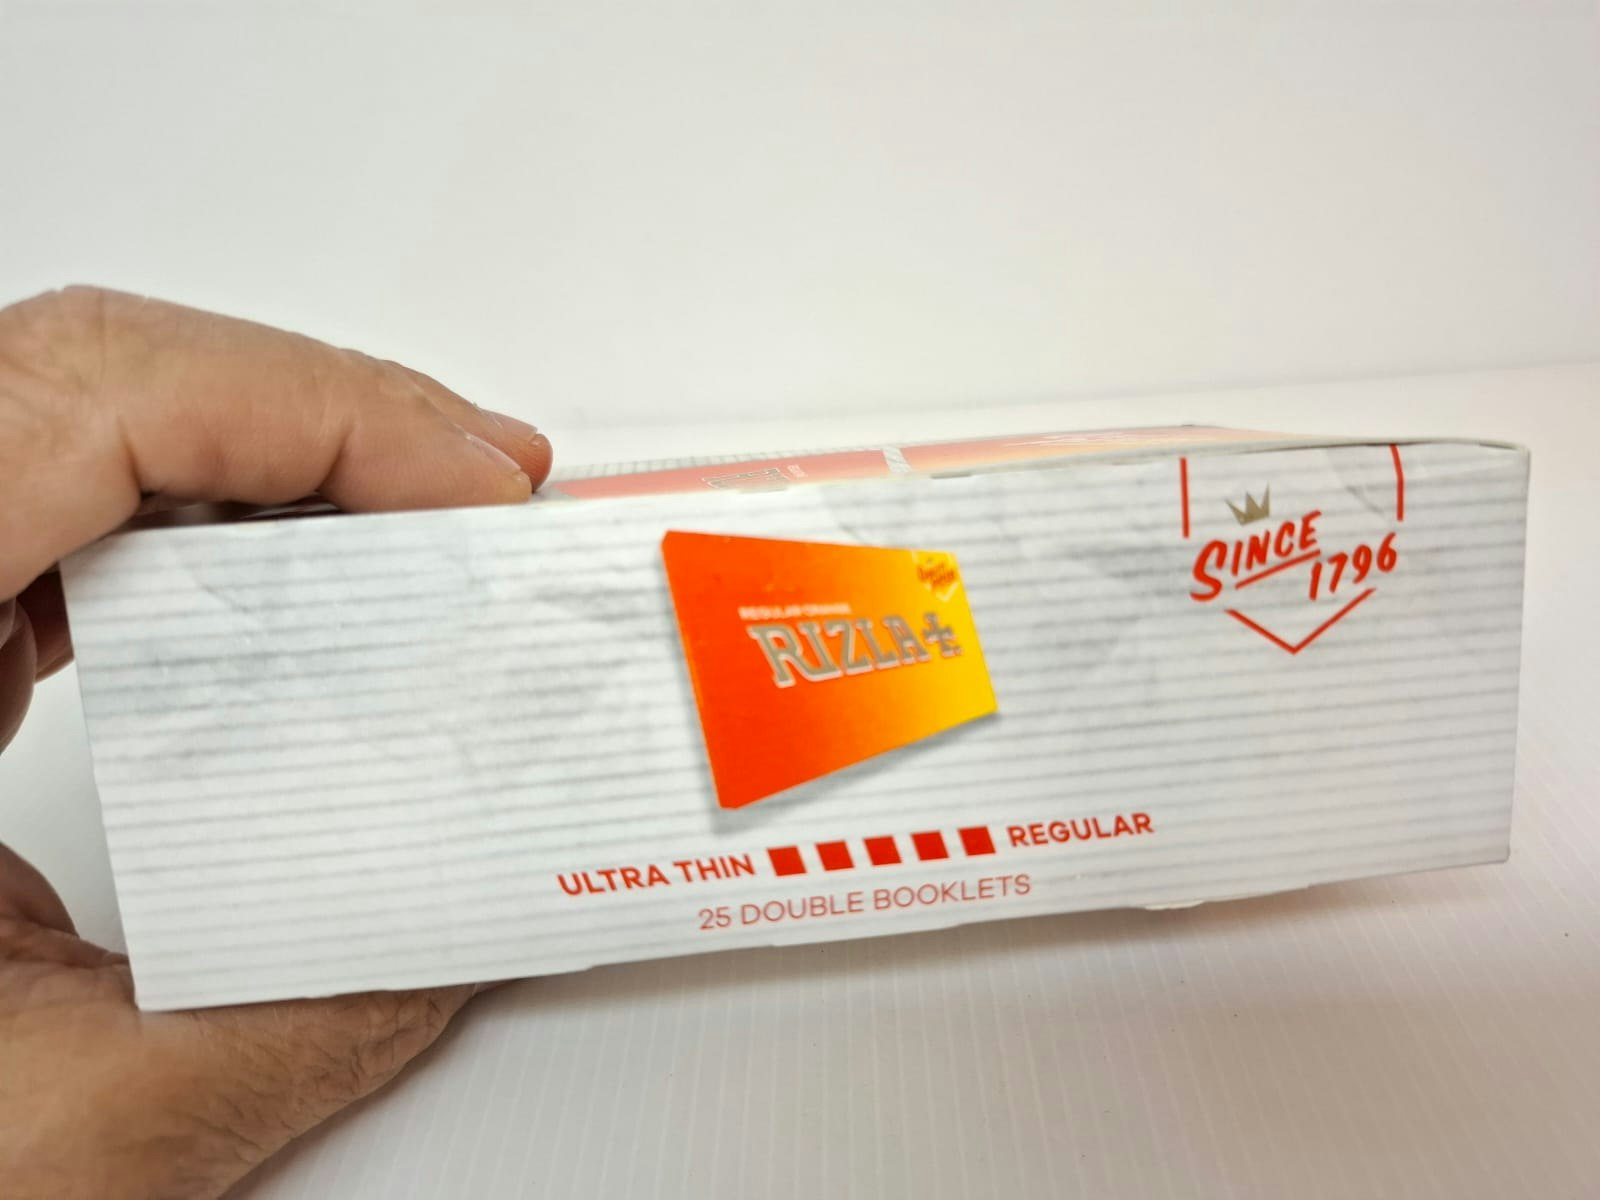 SINCE
1796
REGULAR ORANGE
RIZLA+
ULTRA THIN REGULAR
25 DOUBLE BOOKLETS